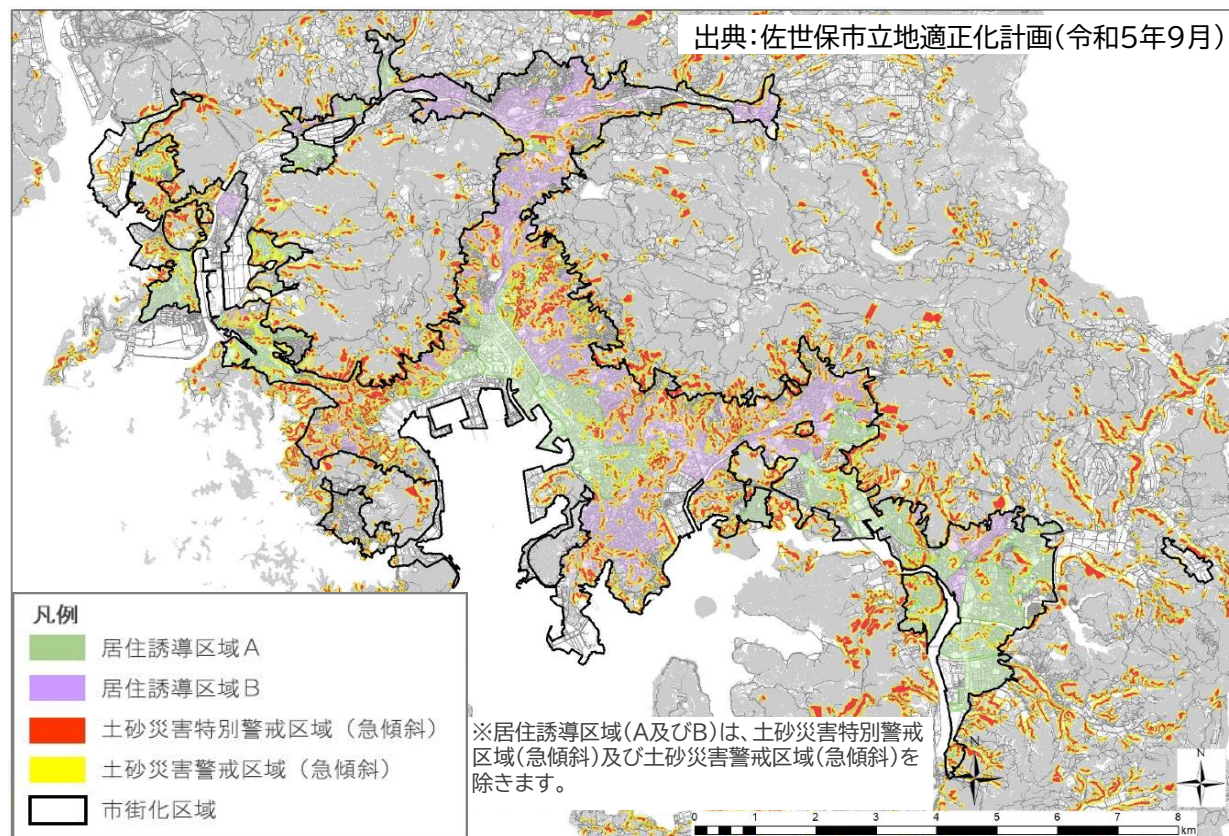 出典:佐世保市立地適正化計画(令和5年9月)
凡例
居住誘導区域A
居住誘導区域B
土砂災害特別警戒区域（急傾斜）
土砂災害警戒区域（急傾斜）
市街化区域
※居住誘導区域(A及びB)は、土砂災害特別警戒
区域(急傾斜)及び土砂災害警戒区域(急傾斜)を
除きます。
N
N
0 1 2 3 4 5 6 7 8
km